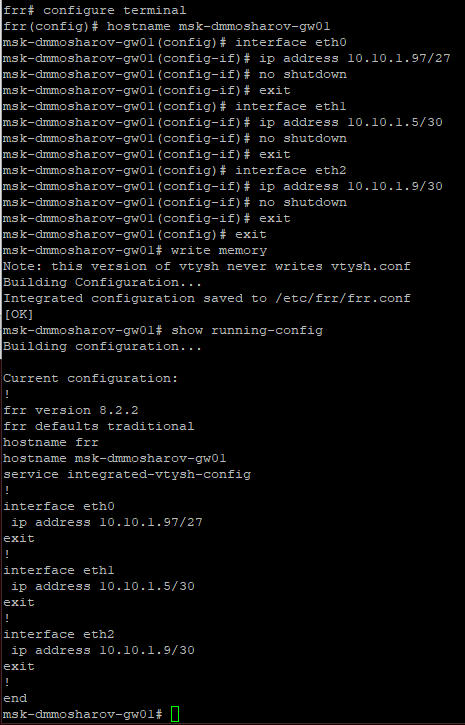 frr# configure terminal
frr(config)# hostname msk-dmmosharov-gw01
msk-dmmosharov-gw01(config)# interface eth0
msk-dmmosharov-gw01(config-if)# ip address 10.10.1.97/27
msk-dmmosharov-gw01(config-if)# no shutdown
msk-dmmosharov-gw01(config-if)# exit
msk-dmmosharov-gw01(config)# interface eth1
msk-dmmosharov-gw01(config-if)# ip address 10.10.1.5/30
msk-dmmosharov-gw01(config-if)# no shutdown
msk-dmmosharov-gw01(config-if)# exit
msk-dmmosharov-gw01(config)# interface eth2
msk-dmmosharov-gw01(config-if)# ip address 10.10.1.9/30
msk-dmmosharov-gw01(config-if)# no shutdown
msk-dmmosharov-gw01(config-if)# exit
msk-dmmosharov-gw01(config)# exit
msk-dmmosharov-gw01# write memory
Note: this version of vtysh never writes vtysh.conf
Building Configuration...
Integrated configuration saved to /etc/frr/frr.conf
[OK]
msk-dmmosharov-gw01# show running-config
Building configuration...

Current configuration:
!
frr version 8.2.2
frr defaults traditional
hostname frr
hostname msk-dmmosharov-gw01
service integrated-vtysh-config
!
interface eth0
 ip address 10.10.1.97/27
exit
!
interface eth1
 ip address 10.10.1.5/30
exit
!
interface eth2
 ip address 10.10.1.9/30
exit
!
end
msk-dmmosharov-gw01#